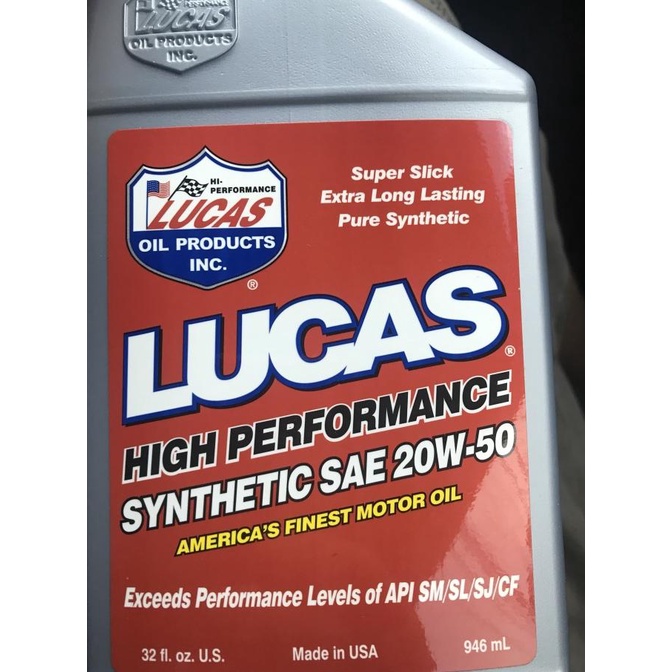 LUCAS
OIL PRODUCTS
INC.
HI-
PERFORMANCE
LUCAS
OIL PRODUCTS
INC.
®
Super Slick
Extra Long Lasting
Pure Synthetic
LUCAS®
HIGH PERFORMANCE
SYNTHETIC SAE 20W-50
AMERICA'S FINEST MOTOR OIL
Exceeds Performance Levels of API SM/SL/SJ/CF
32 fl. oz. U.S.
Made in USA
946 mL